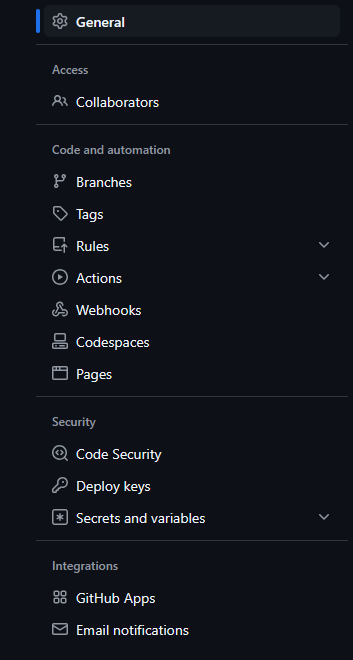 General
Access
Collaborators
Code and automation
Branches
Tags
Rules
Actions
Webhooks
Codespaces
Pages
Security
Code Security
Deploy keys
Secrets and variables
Integrations
GitHub Apps
Email notifications